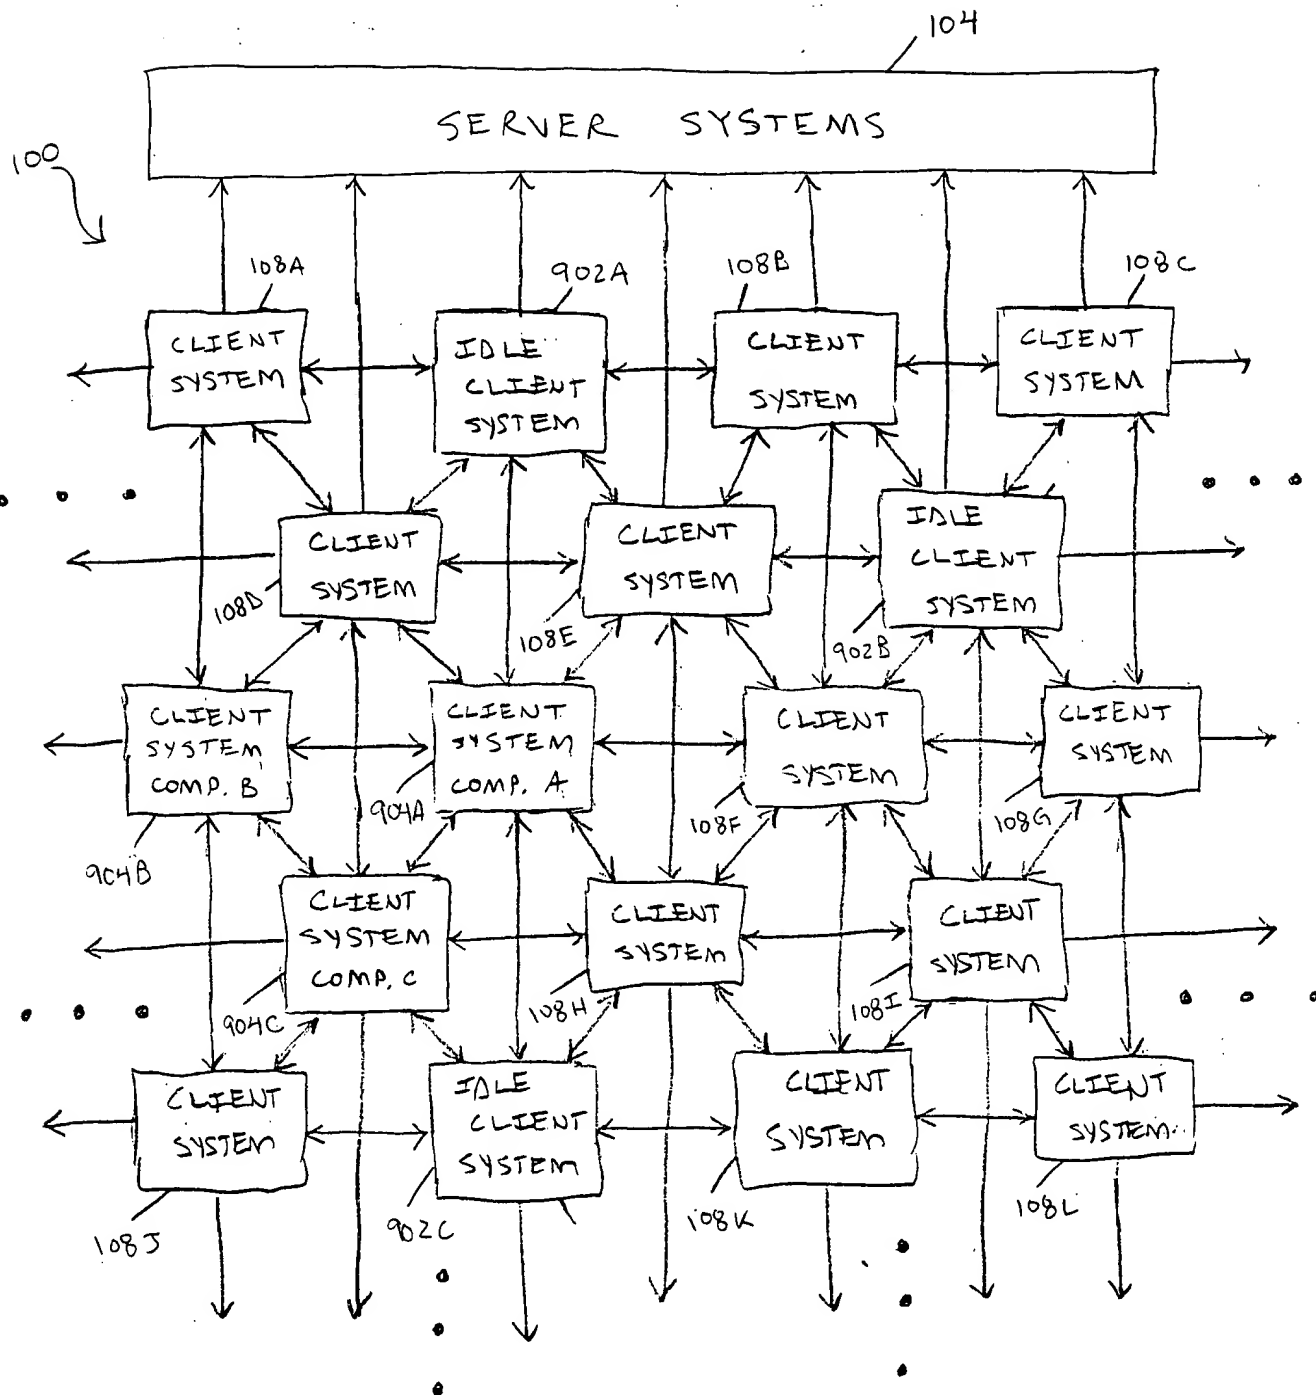 104
SERVER SYSTEMS
100
108A
902A
108B
108C
CLIENT
SYSTEM
IDLE
CLIENT
SYSTEM
CLIENT
SYSTEM
CLIENT
SYSTEM
CLIENT
SYSTEM
108D
CLIENT
SYSTEM
108E
IDLE
CLIENT
SYSTEM
902B
CLIENT
SYSTEM
COMP. B
904B
CLIENT
SYSTEM
COMP. A
904A
CLIENT
SYSTEM
108F
CLIENT
SYSTEM
108G
CLIENT
SYSTEM
COMP. C
904C
CLIENT
SYSTEM
108H
CLIENT
SYSTEM
108I
CLIENT
SYSTEM
108J
IDLE
CLIENT
SYSTEM
902C
CLIENT
SYSTEM
108K
CLIENT
SYSTEM
108L